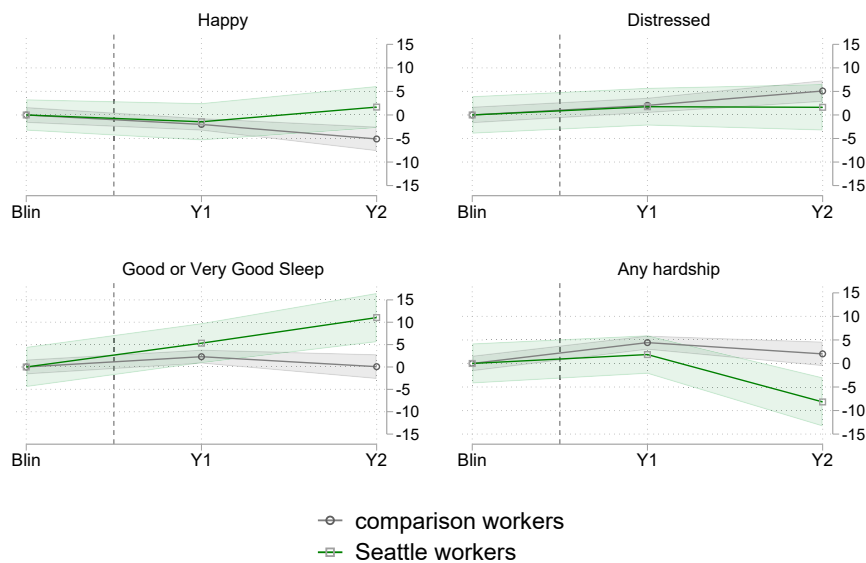 Happy
15
10
5
0
-5
-10
-15
Blin Y1 Y2
Distressed
15
10
5
0
-5
-10
-15
Blin Y1 Y2
Good or Very Good Sleep
15
10
5
0
-5
-10
-15
Blin Y1 Y2
Any hardship
15
10
5
0
-5
-10
-15
Blin Y1 Y2
comparison workers
Seattle workers